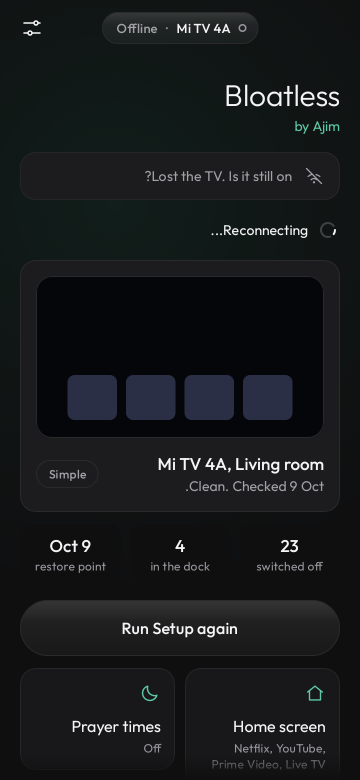 Offline · Mi TV 4A
Bloatless
by Ajim
?Lost the TV. Is it still on
...Reconnecting
Mi TV 4A, Living room
.Clean. Checked 9 Oct
Simple
Oct 9
restore point
4
in the dock
23
switched off
Run Setup again
Prayer times
Off
Home screen
Netflix, YouTube,
Prime Video, Live TV